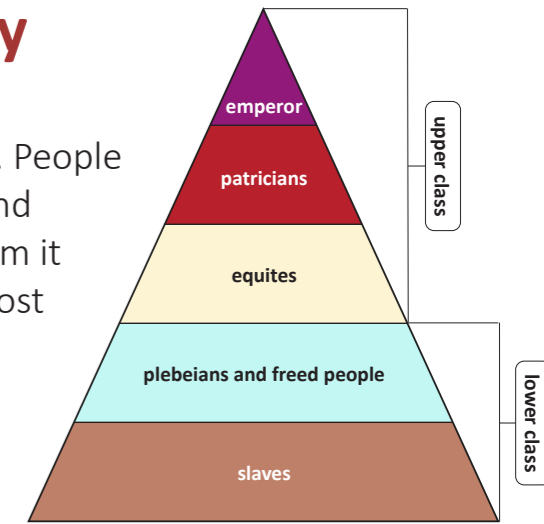 y
. People
nd
m it
ost
emperor
patricians
equites
plebeians and freed people
slaves
upper class
lower class